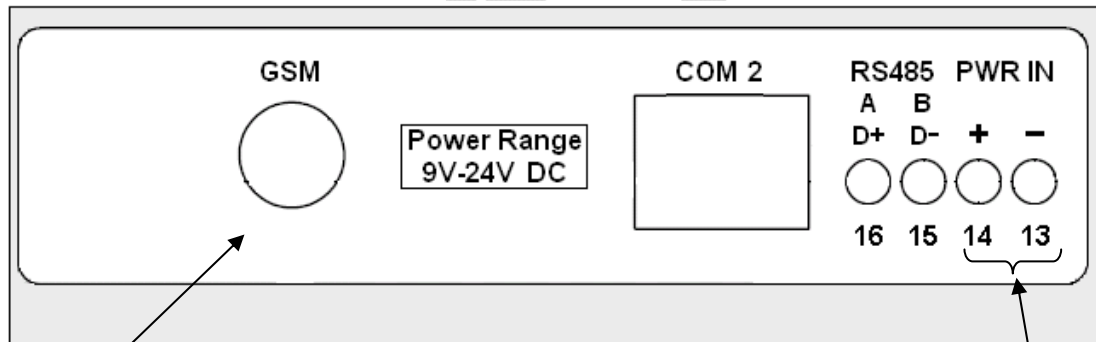 GSM
COM 2
RS485 PWR IN
A B
D+ D- + −
Power Range
9V-24V DC
16 15 14 13